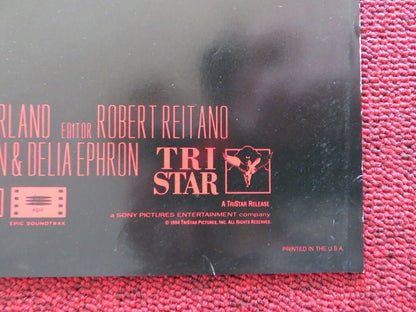 RLAND EDITOR ROBERT REITANO
N & DELIA EPHRON
TRI
STAR
A TRISTAR RELEASE
EPIC SOUNDTRAX
a SONY PICTURES ENTERTAINMENT company
© 1994 TRISTAR PICTURES, INC. ALL RIGHTS RESERVED.
PRINTED IN THE U.S.A.